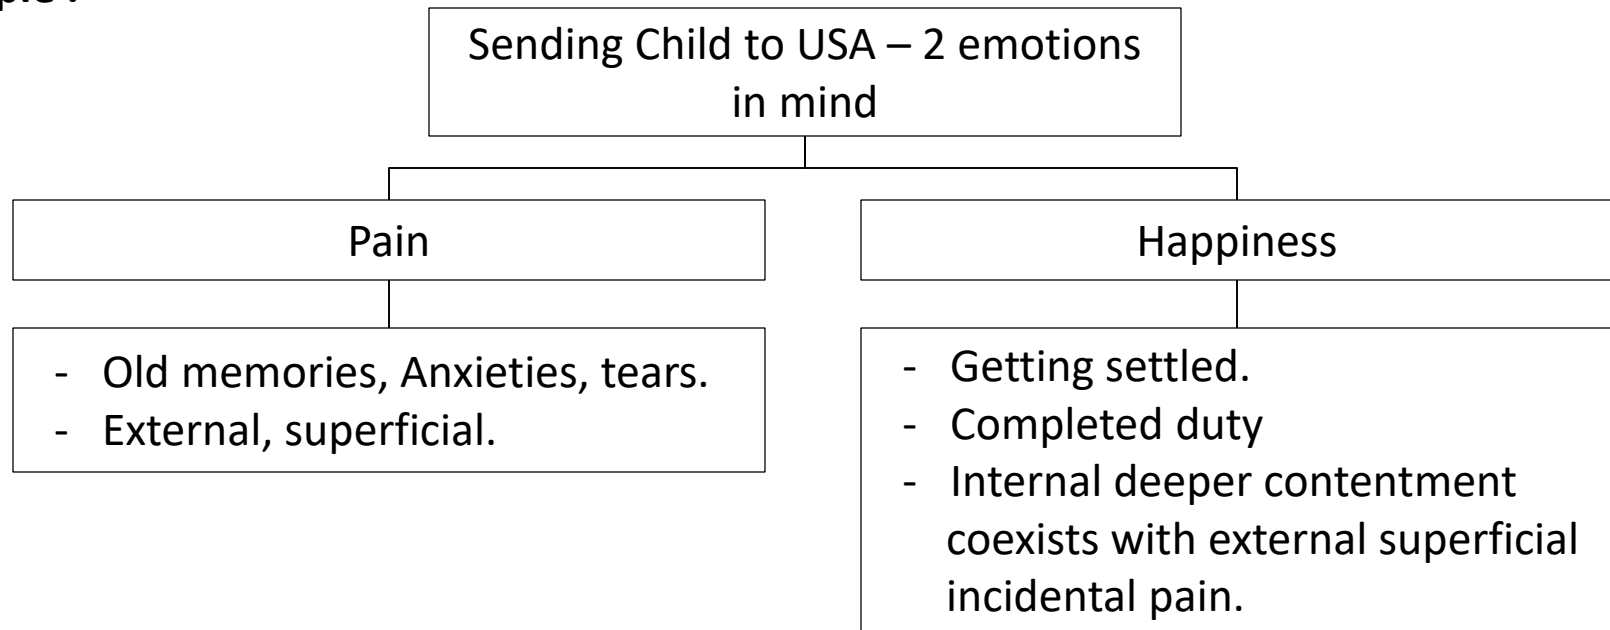 Sending Child to USA – 2 emotions
in mind
Pain
Happiness
- Old memories, Anxieties, tears.
- External, superficial.
- Getting settled.
- Completed duty
- Internal deeper contentment
coexists with external superficial
incidental pain.